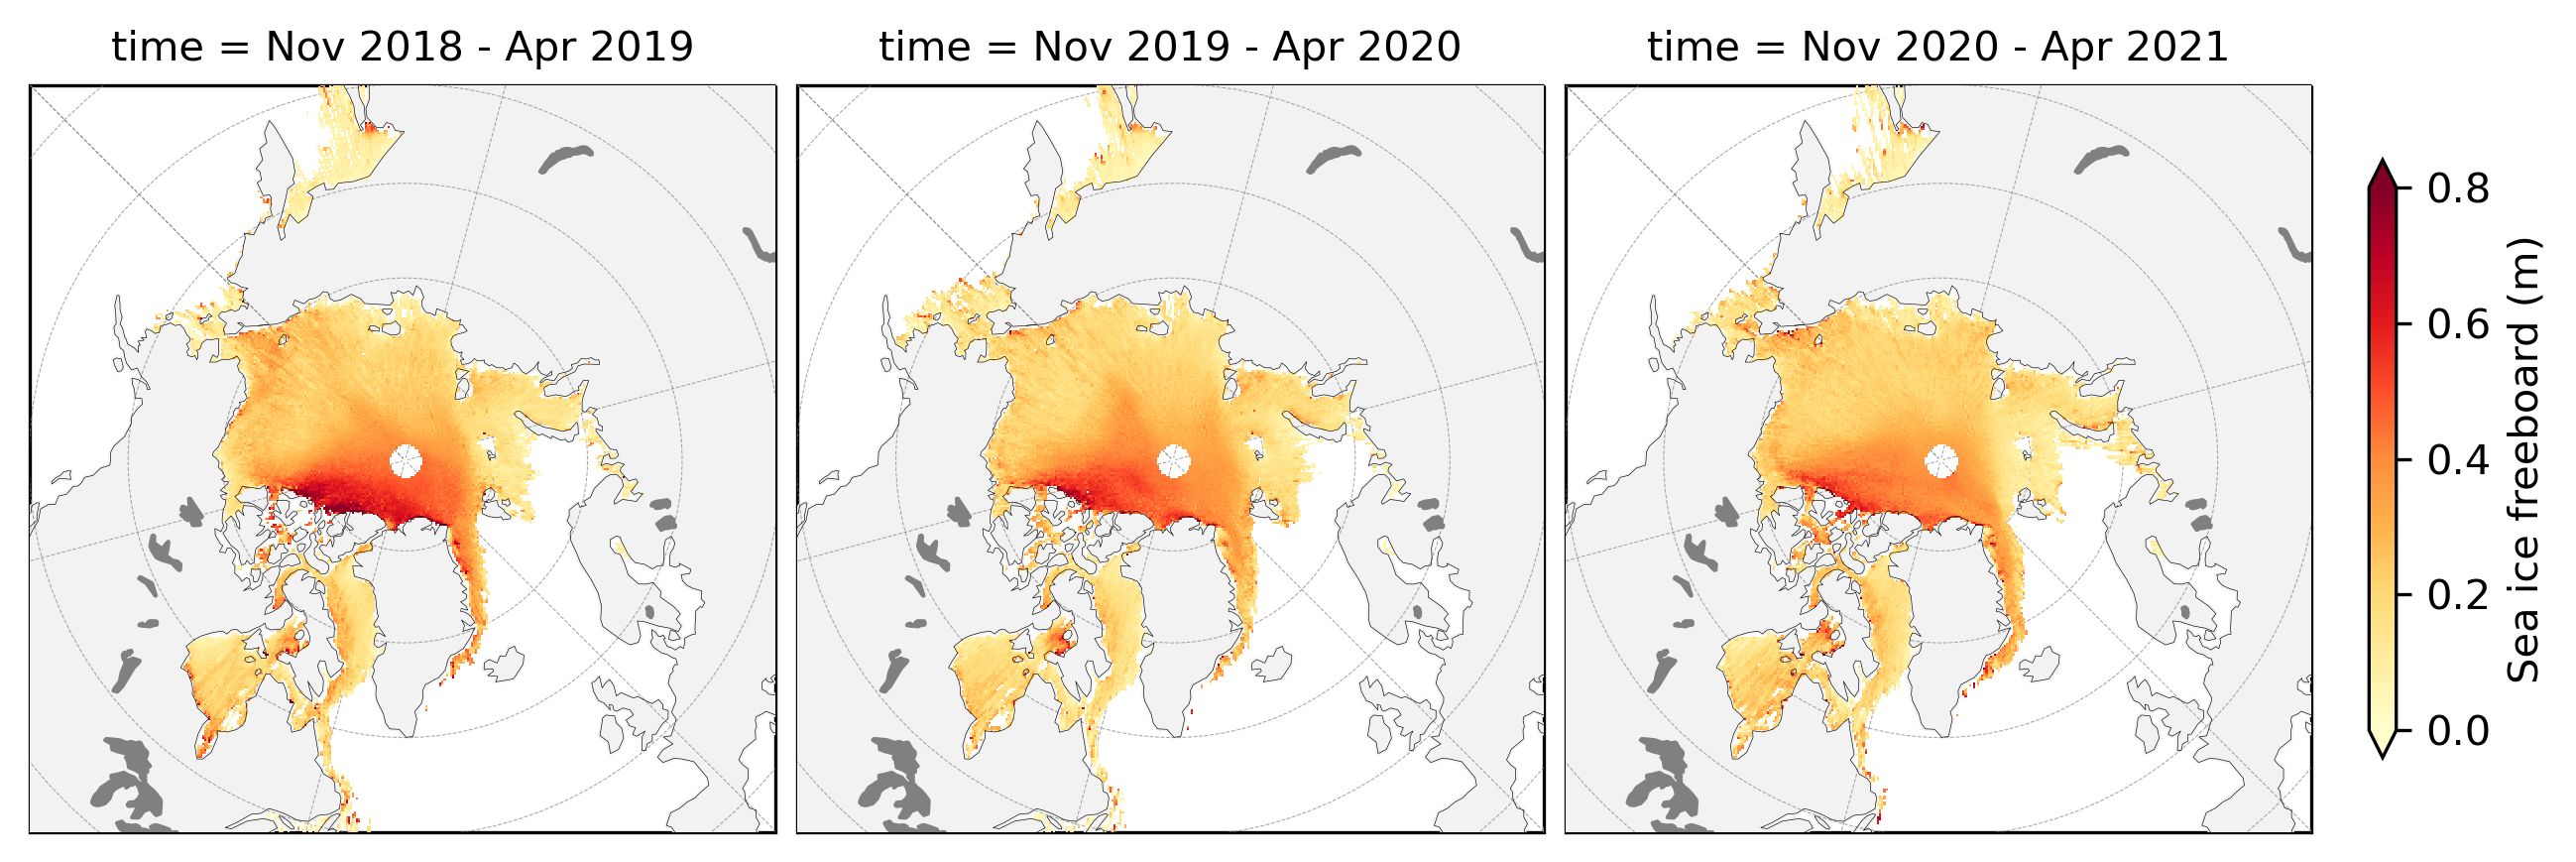 time = Nov 2018 - Apr 2019
time = Nov 2019 - Apr 2020
time = Nov 2020 - Apr 2021
0.8
0.6
0.4
0.2
0.0
Sea ice freeboard (m)